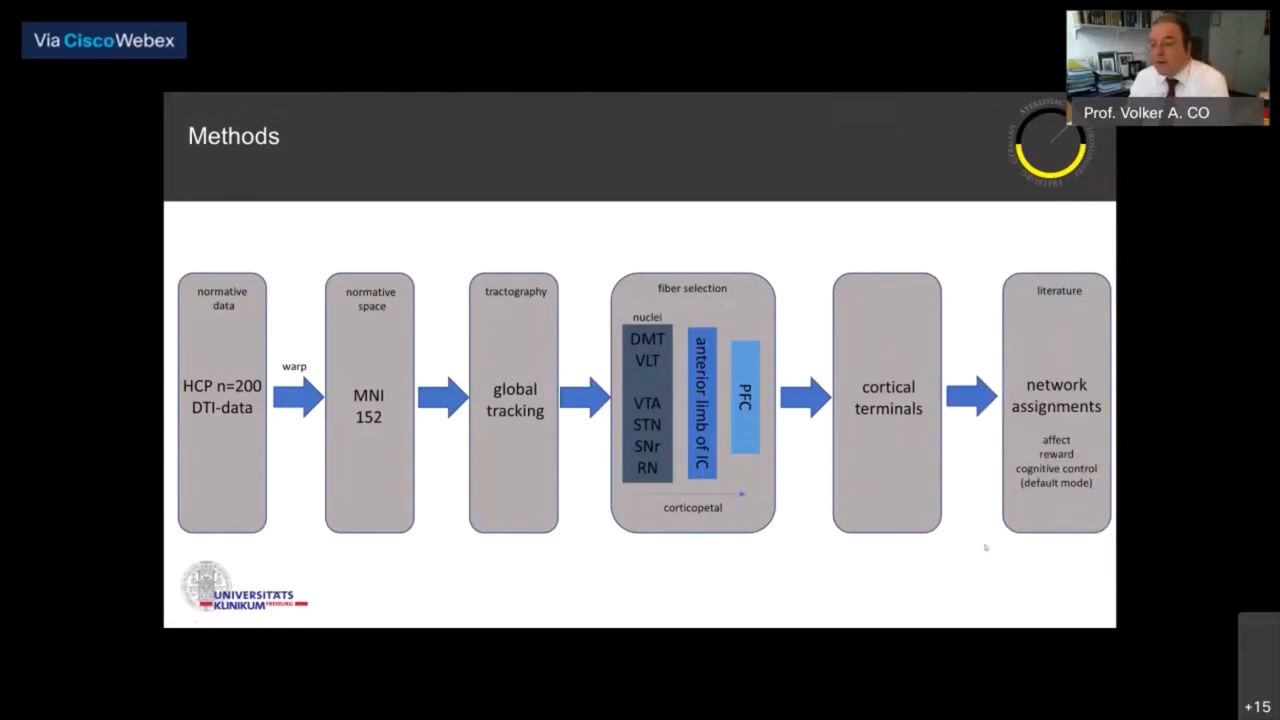 Via Cisco Webex
Prof. Volker A. CO
Methods
normative
data
HCP n=200
DTI-data
warp
normative
space
MNI
152
tractography
global
tracking
fiber selection
nuclei
DMT
VLT
VTA
STN
SNr
RN
anterior limb of IC
PFC
corticopetal
cortical
terminals
literature
network
assignments
affect
reward
cognitive control
(default mode)
UNIVERSITÄTS
KLINIKUM FREIBURG
+15